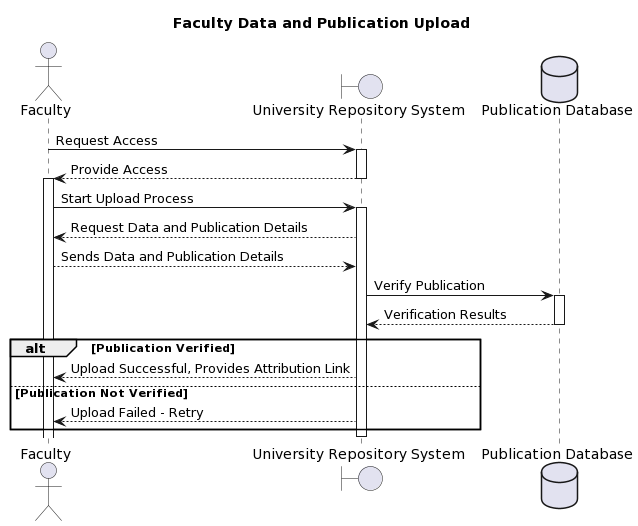 Faculty Data and Publication Upload
Faculty
University Repository System
Publication Database
Request Access
Provide Access
Start Upload Process
Request Data and Publication Details
Sends Data and Publication Details
Verify Publication
Verification Results
alt [Publication Verified]
Upload Successful, Provides Attribution Link
[Publication Not Verified]
Upload Failed - Retry
Faculty
University Repository System
Publication Database